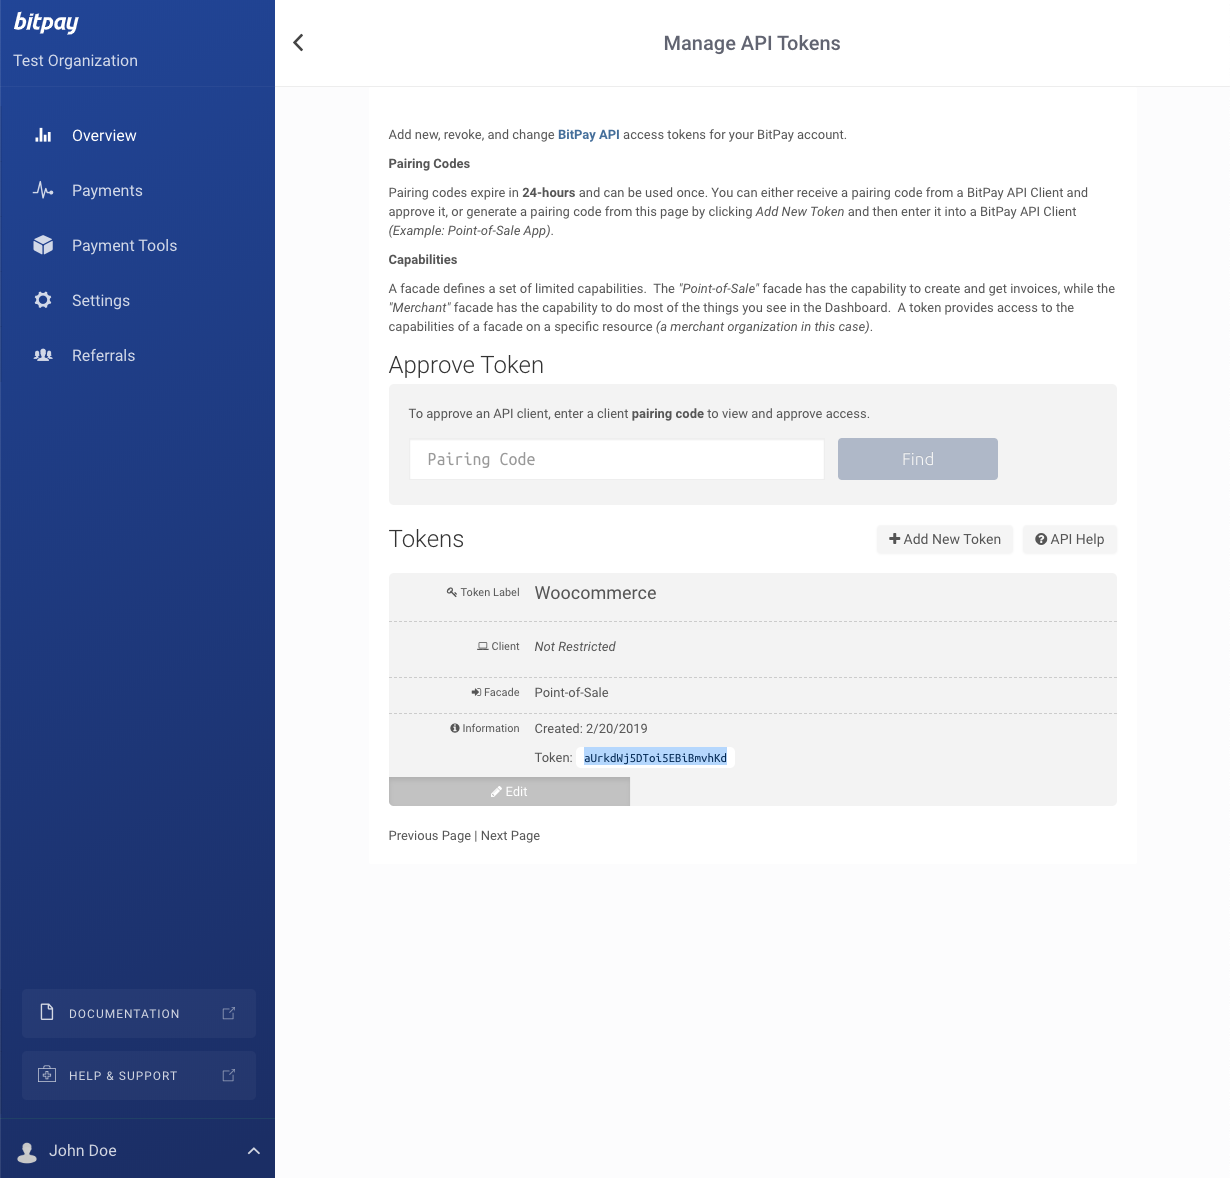 bitpay
Test Organization
Overview
Payments
Payment Tools
Settings
Referrals
DOCUMENTATION
HELP & SUPPORT
John Doe
Manage API Tokens
Add new, revoke, and change BitPay API access tokens for your BitPay account.
Pairing Codes
Pairing codes expire in 24-hours and can be used once. You can either receive a pairing code from a BitPay API Client and
approve it, or generate a pairing code from this page by clicking Add New Token and then enter it into a BitPay API Client
(Example: Point-of-Sale App).
Capabilities
A facade defines a set of limited capabilities.  The "Point-of-Sale" facade has the capability to create and get invoices, while the
"Merchant" facade has the capability to do most of the things you see in the Dashboard.  A token provides access to the
capabilities of a facade on a specific resource (a merchant organization in this case).
Approve Token
To approve an API client, enter a client pairing code to view and approve access.
Pairing Code
Find
Tokens
Add New Token
API Help
Token Label Woocommerce
Client Not Restricted
Facade Point-of-Sale
Information Created: 2/20/2019
Token: aUrkdWj5DToi5EBiBmvhKd
Edit
Previous Page | Next Page